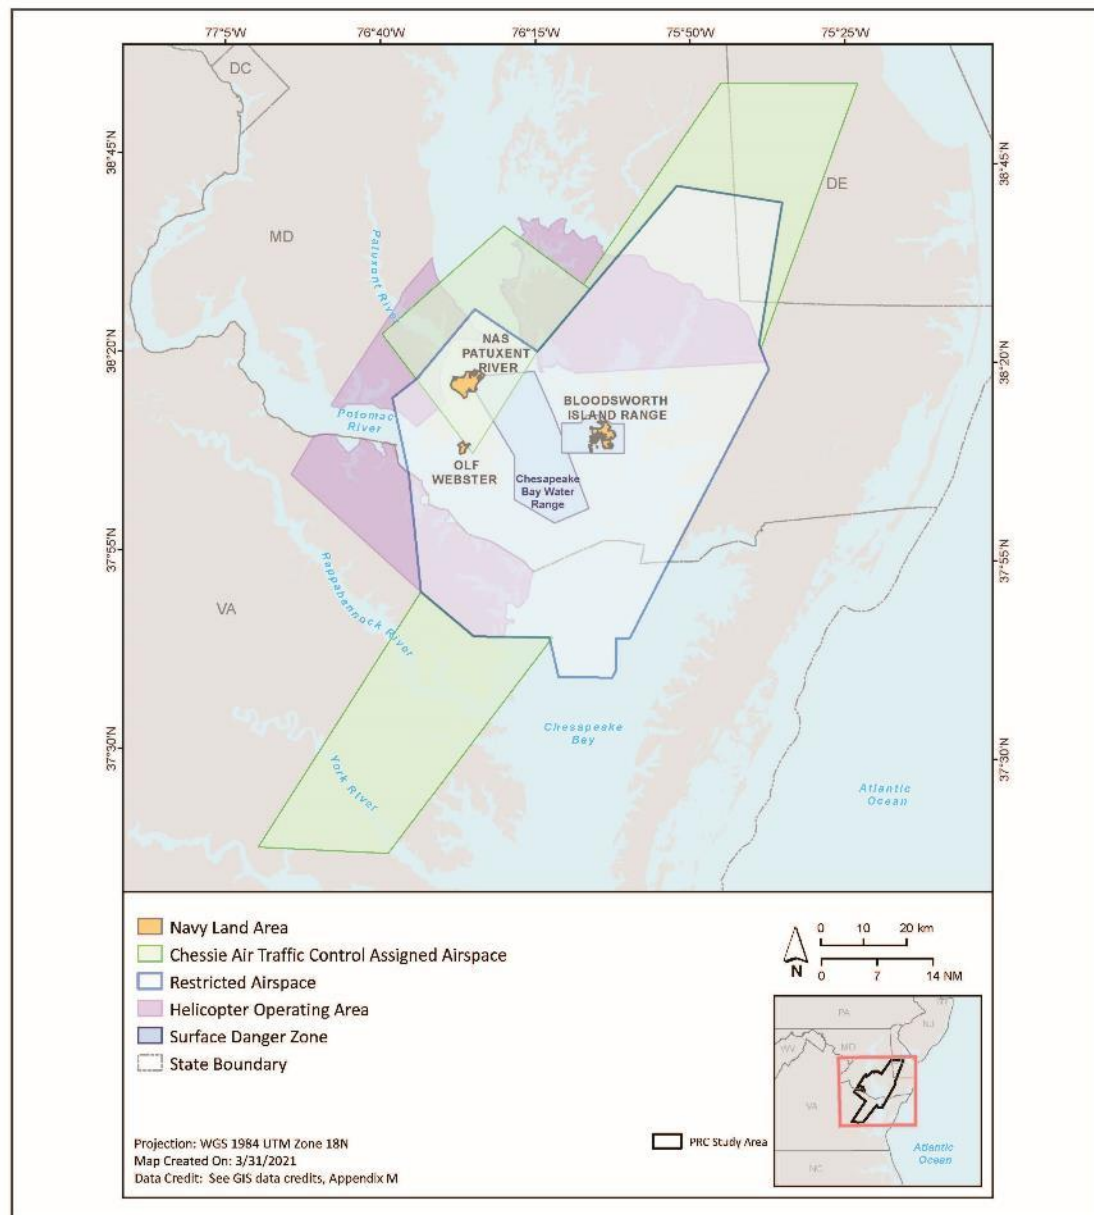 77°5'W
76°40'W
76°15'W
75°50'W
75°25'W
DC
38°45'N
38°45'N
DE
MD
Patuxent
River
38°20'N
38°20'N
NAS
PATUXENT
RIVER
BLOODSWORTH
ISLAND RANGE
Potomac
River
OLF
WEBSTER
Chesapeake
Bay Water
Range
37°55'N
37°55'N
VA
Rappahannock River
37°30'N
37°30'N
Chesapeake
Bay
York River
Atlantic
Ocean
Navy Land Area
Chessie Air Traffic Control Assigned Airspace
Restricted Airspace
Helicopter Operating Area
Surface Danger Zone
State Boundary
0 10 20 km
N
0 7 14 NM
PA
NJ
WV
MD
VA
NC
Atlantic
Ocean
PRC Study Area
Projection: WGS 1984 UTM Zone 18N
Map Created On: 3/31/2021
Data Credit: See GIS data credits, Appendix M